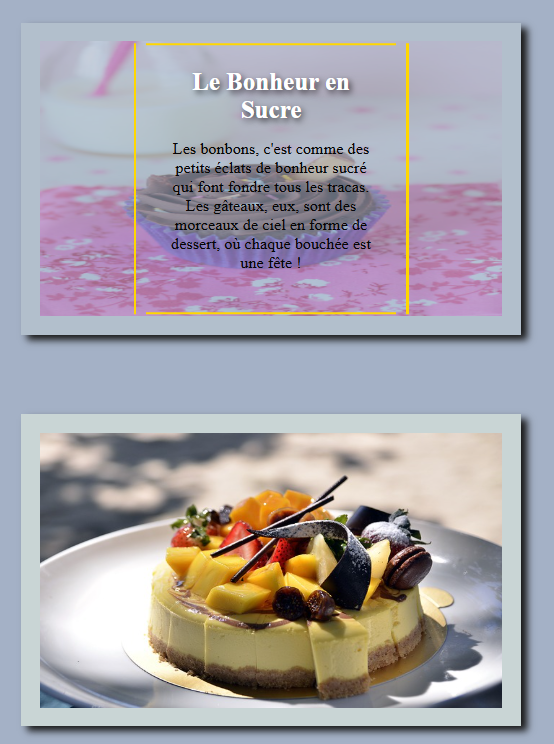 Le Bonheur en
Sucre
Les bonbons, c'est comme des
petits éclats de bonheur sucré
qui font fondre tous les tracas.
Les gâteaux, eux, sont des
morceaux de ciel en forme de
dessert, où chaque bouchée est
une fête !